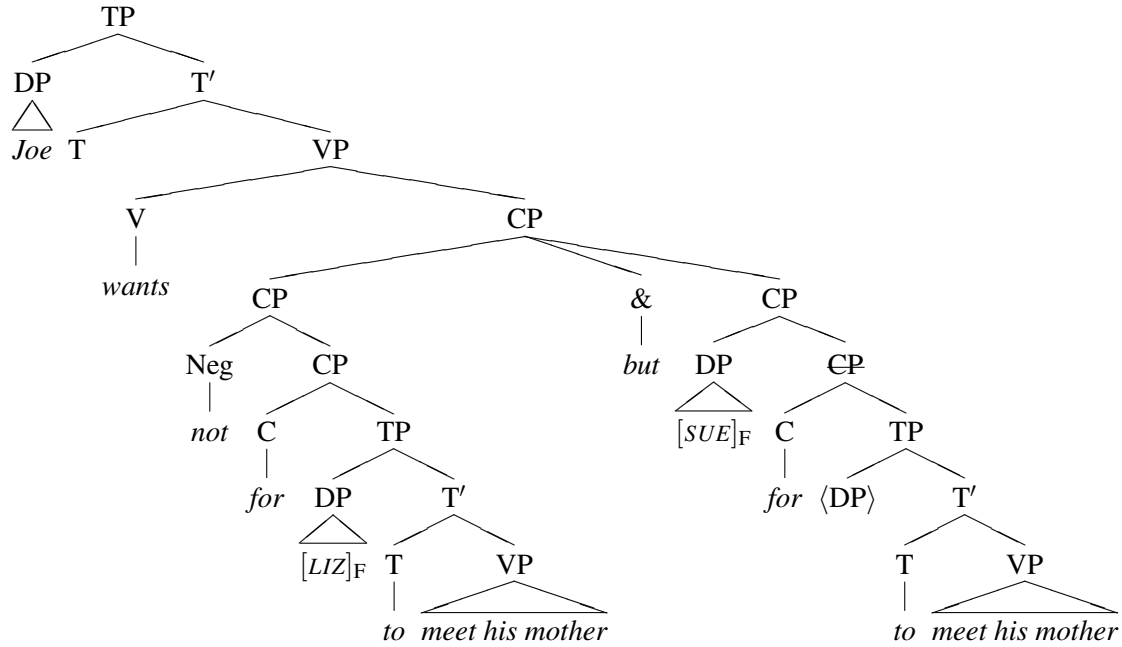 TP
DP T′
Joe T VP
V CP
wants CP & CP
Neg CP but DP CP
not C TP [SUE]F C TP
for DP T′ for ⟨DP⟩ T′
[LIZ]F T VP T VP
to meet his mother to meet his mother